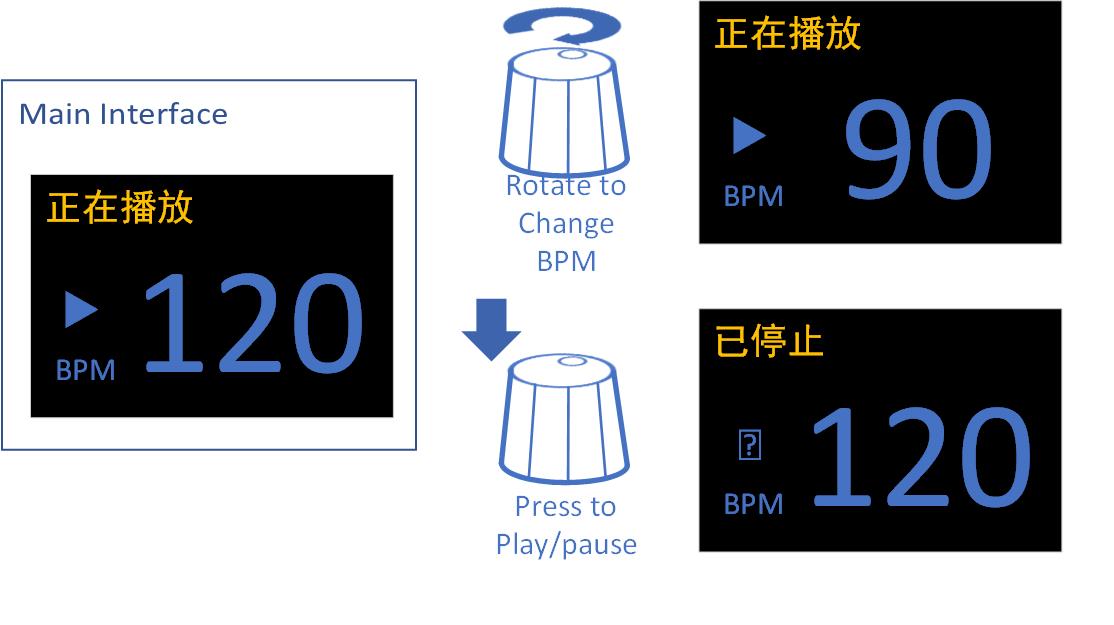 Main Interface
正在播放
▶
120
BPM
Rotate to
Change
BPM
Press to
Play/pause
正在播放
▶
90
BPM
已停止
120
BPM